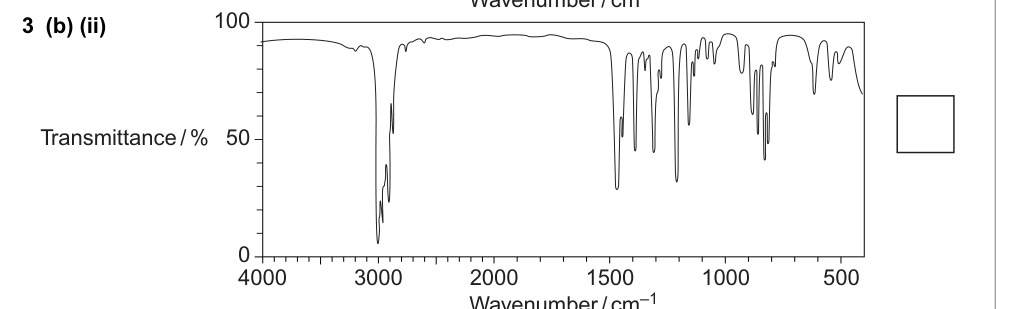 Wavenumber / cm
3 (b) (ii)
100
Transmittance / %
50
0
4000 3000 2000 1500 1000 500
Wavenumber / cm⁻¹